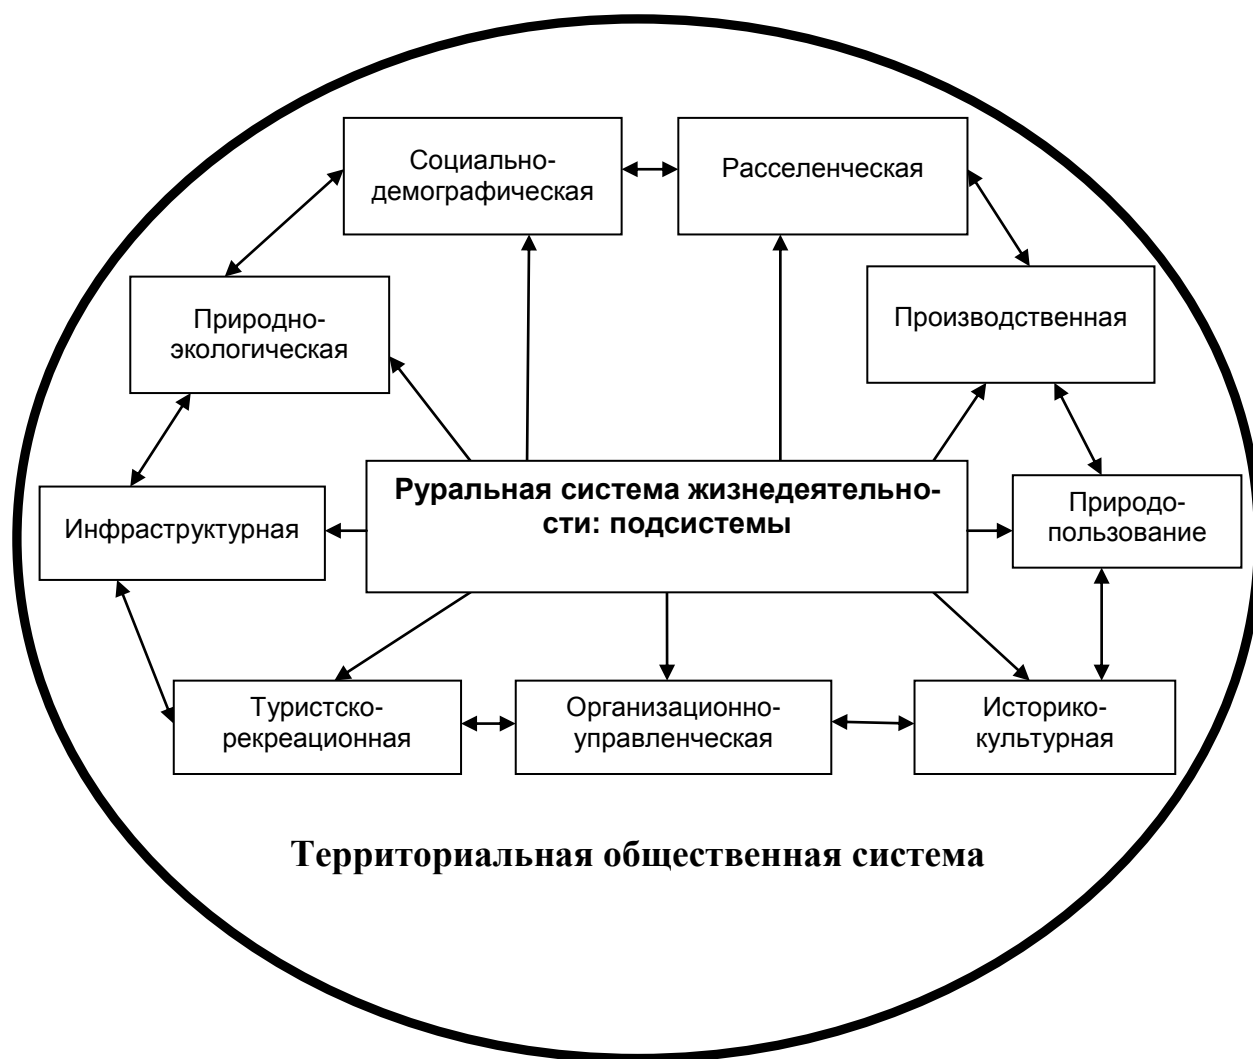 Социально-
демографическая
Расселенческая
Природно-
экологическая
Производственная
Руральная система жизнедеятельно-
сти: подсистемы
Инфраструктурная
Природо-
пользование
Туристско-
рекреационная
Организационно-
управленческая
Историко-
культурная
Территориальная общественная система